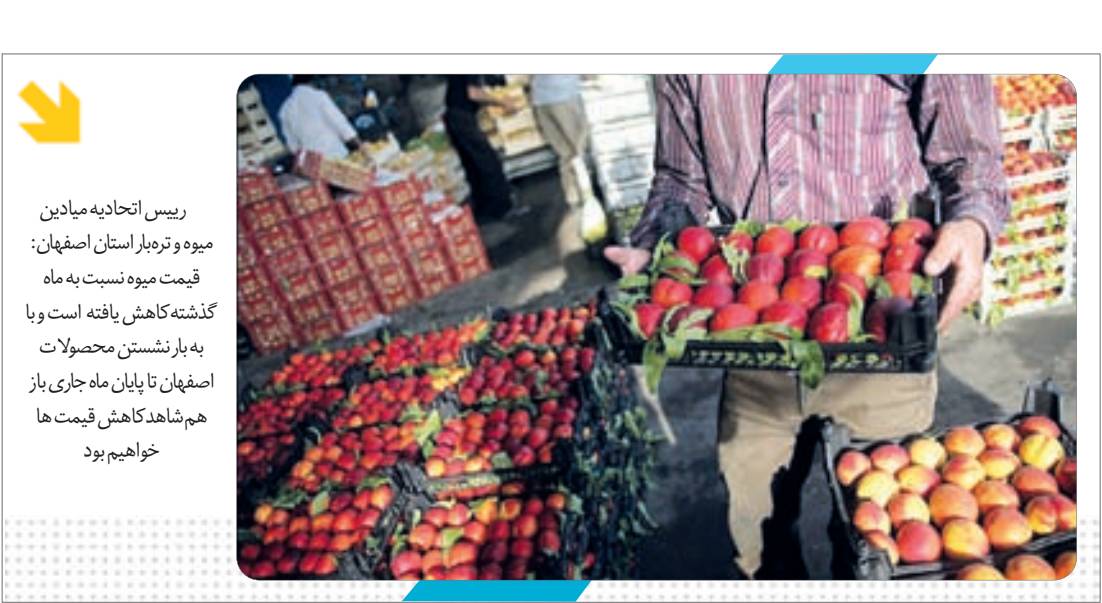 رییس اتحادیه میادین
میوه و تره‌بار استان اصفهان:
قیمت میوه نسبت به ماه
گذشته کاهش یافته است و با
به بار نشستن محصولات
اصفهان تا پایان ماه جاری باز
هم شاهد کاهش قیمت ها
خواهیم بود